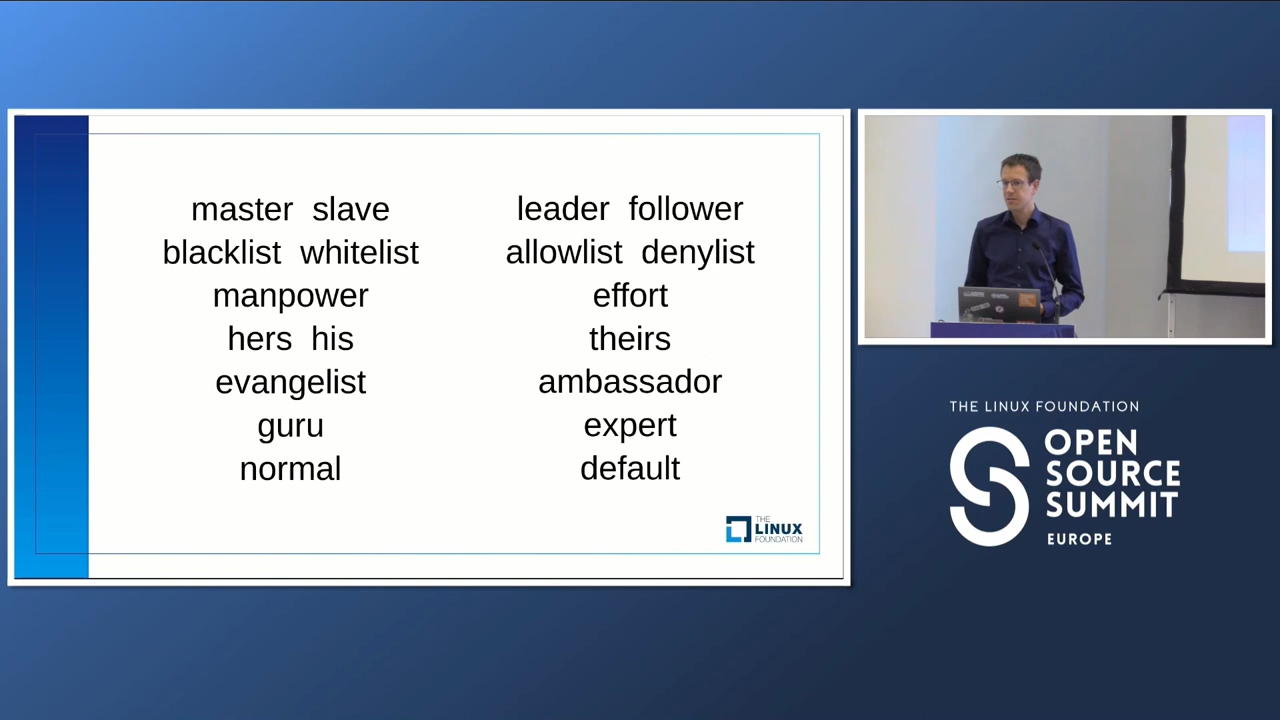 master slave leader follower
blacklist whitelist allowlist denylist
manpower effort
hers his theirs
evangelist ambassador
guru expert
normal default
THE
LINUX
FOUNDATION
THE LINUX FOUNDATION
OPEN
SOURCE
SUMMIT
EUROPE